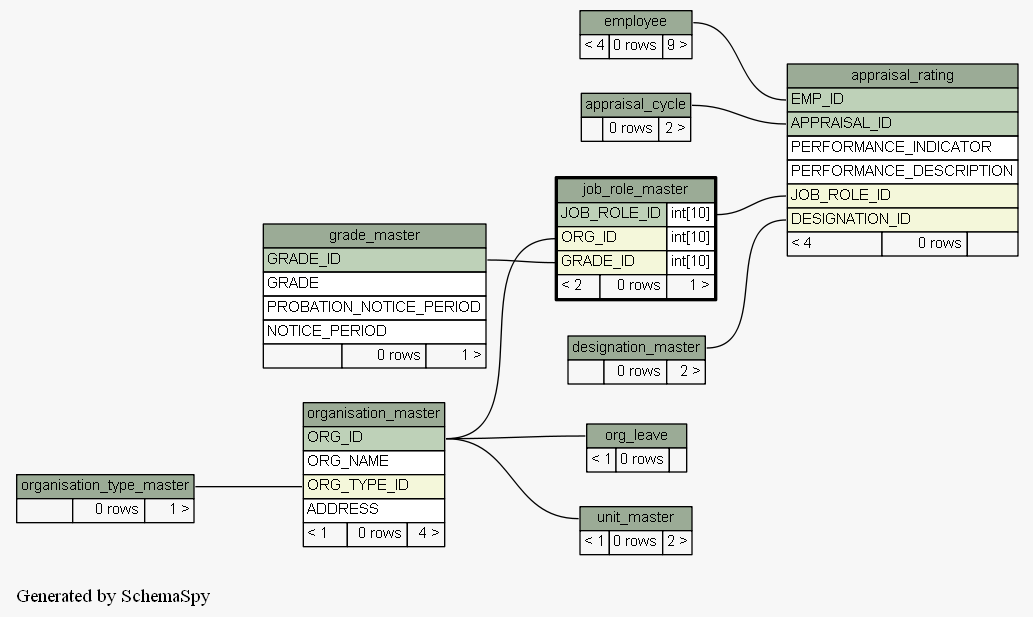 employee
< 4 0 rows 9 >
appraisal_rating
EMP_ID
APPRAISAL_ID
PERFORMANCE_INDICATOR
PERFORMANCE_DESCRIPTION
JOB_ROLE_ID
DESIGNATION_ID
< 4 0 rows
appraisal_cycle
0 rows 2 >
job_role_master
JOB_ROLE_ID int[10]
ORG_ID int[10]
GRADE_ID int[10]
< 2 0 rows 1 >
grade_master
GRADE_ID
GRADE
PROBATION_NOTICE_PERIOD
NOTICE_PERIOD
0 rows 1 >
designation_master
0 rows 2 >
organisation_master
ORG_ID
ORG_NAME
ORG_TYPE_ID
ADDRESS
< 1 0 rows 4 >
org_leave
< 1 0 rows
organisation_type_master
0 rows 1 >
unit_master
< 1 0 rows 2 >
Generated by SchemaSpy